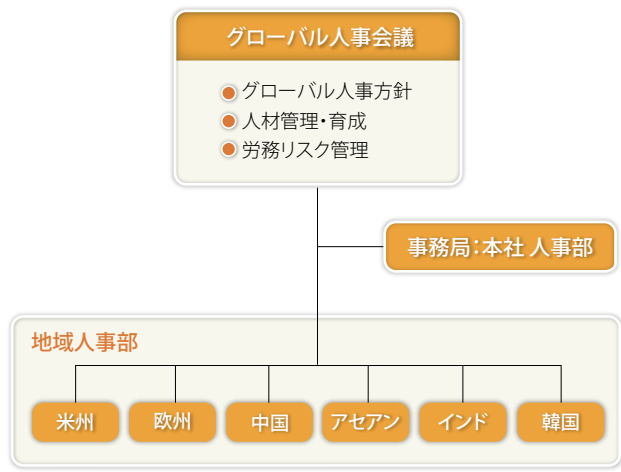 グローバル人事会議
グローバル人事方針
人材管理・育成
労務リスク管理
事務局：本社 人事部
地域人事部
米州
欧州
中国
アセアン
インド
韓国